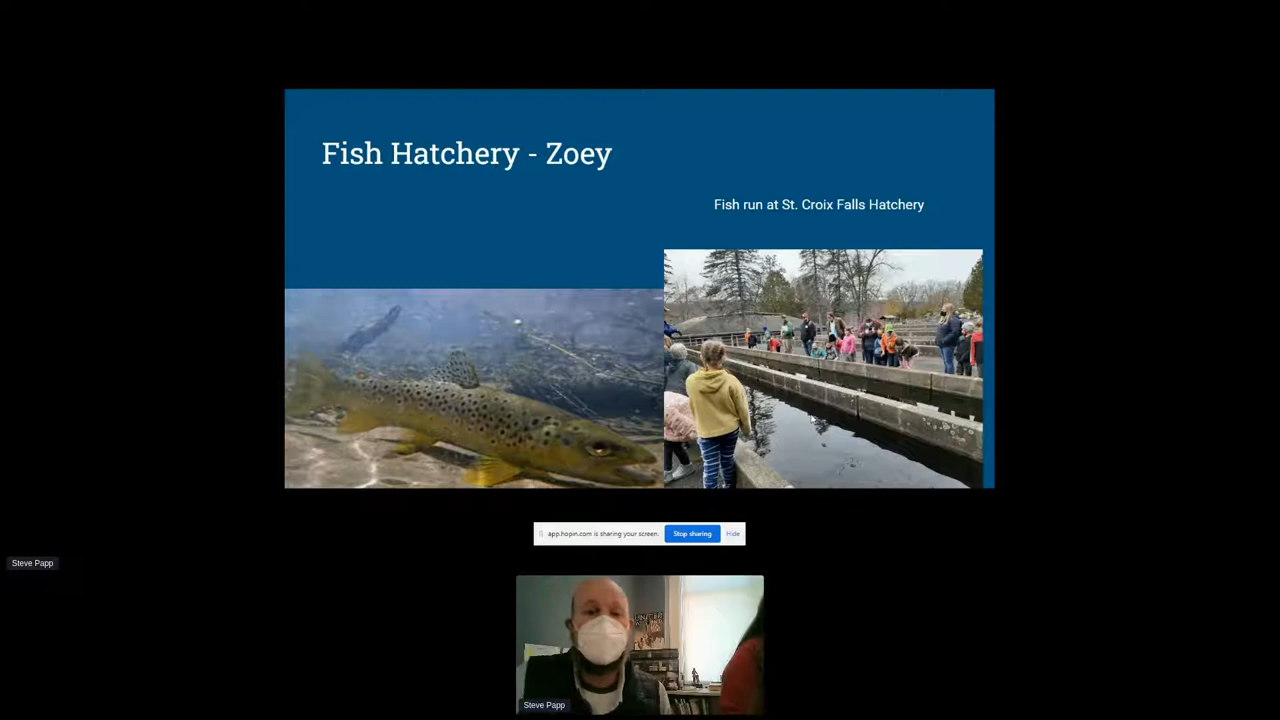 Fish Hatchery - Zoey
Fish run at St. Croix Falls Hatchery
app.hopin.com is sharing your screen.
Stop sharing
Hide
Steve Papp
Steve Papp